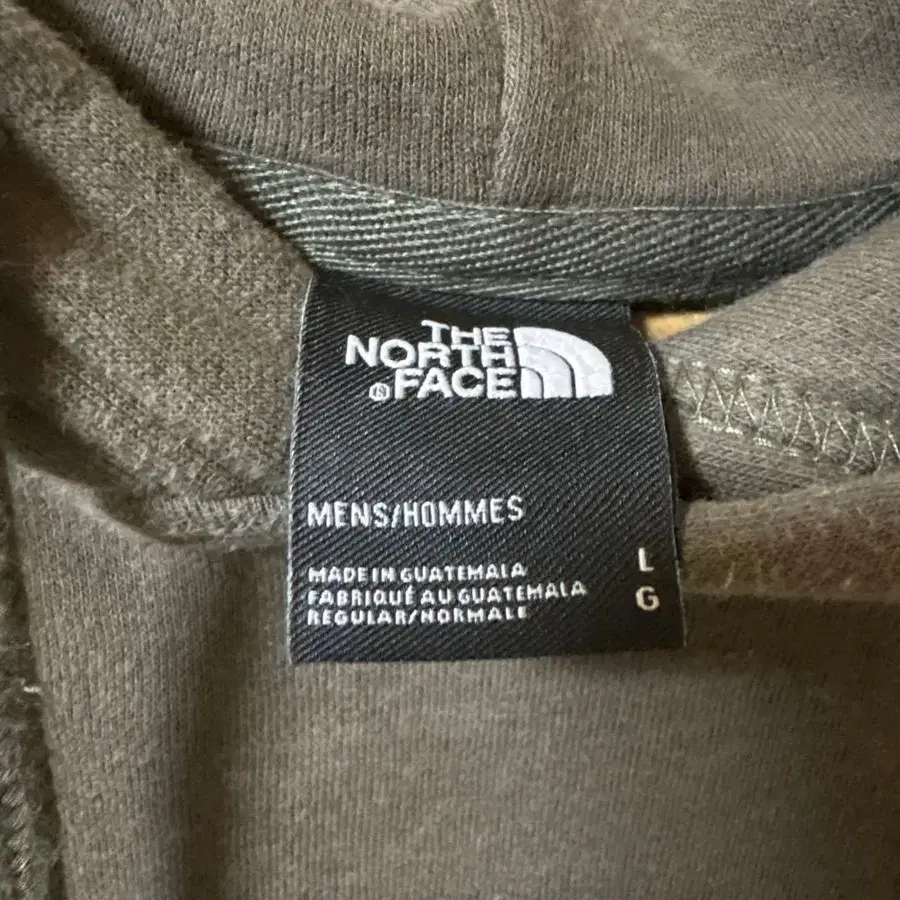 THE
NORTH
® FACE
MENS/HOMMES
MADE IN GUATEMALA
FABRIQUÉ AU GUATEMALA
REGULAR/NORMALE
L
G